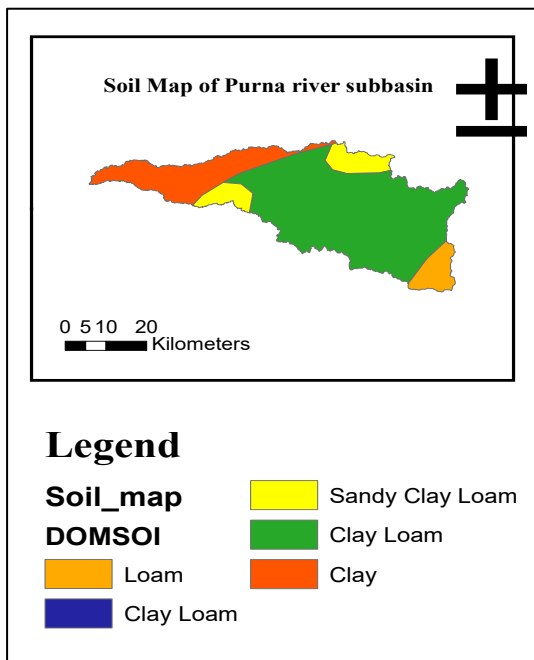 Soil Map of Purna river subbasin
0 5 10 20
Kilometers
Legend
Soil_map
DOMSOI
Loam
Clay Loam
Sandy Clay Loam
Clay Loam
Clay